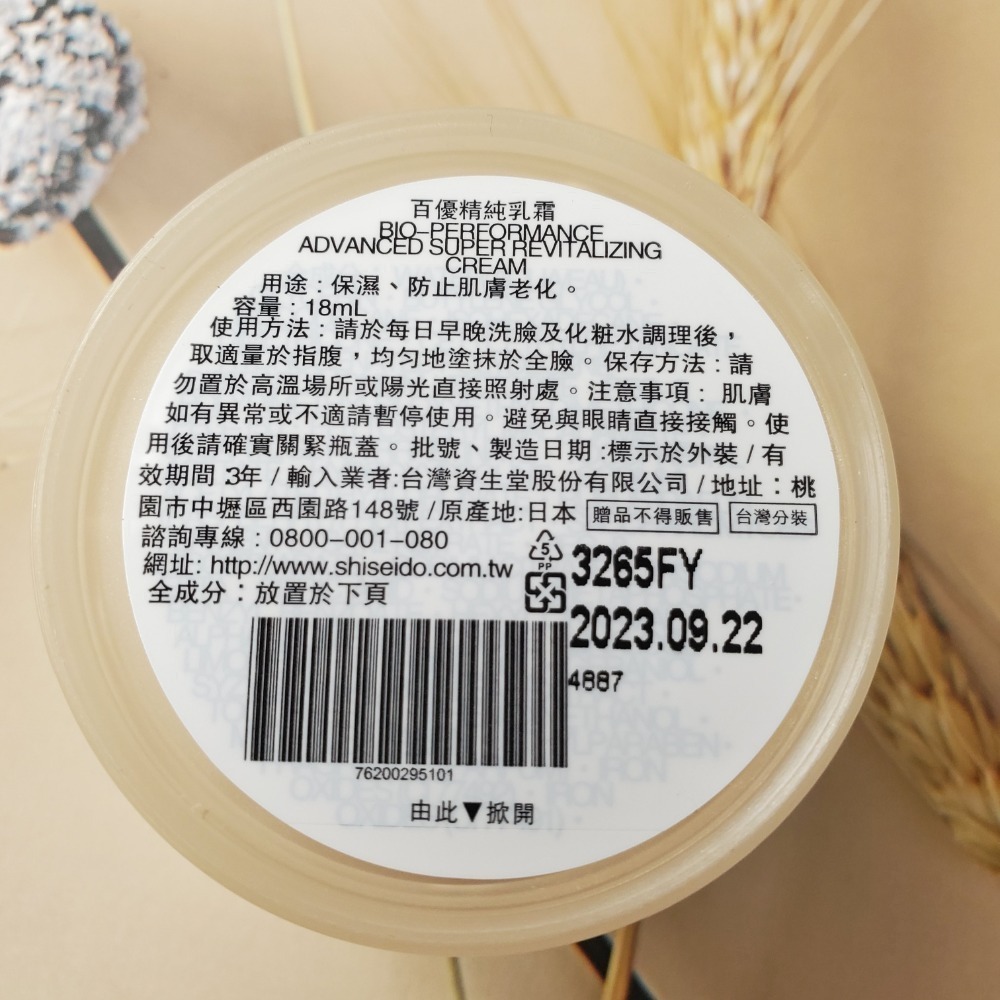 百優精純乳霜
BIO-PERFORMANCE
ADVANCED SUPER REVITALIZING
CREAM
用途:保濕、防止肌膚老化。
容量:18mL
使用方法:請於每日早晚洗臉及化粧水調理後,
取適量於指腹,均匀地塗抹於全臉。保存方法:請
勿置於高溫場所或陽光直接照射處。注意事項: 肌膚
如有異常或不適請暫停使用。避免與眼睛直接接觸。使
用後請確實關緊瓶蓋。批號、製造日期:標示於外裝/有
效期間:3年/輸入業者:台灣資生堂股份有限公司/地址:桃
園市中壢區西園路148號/原產地:日本 贈品不得販售 台灣分裝
諮詢專線:0800-001-080
網址: http://www.shiseido.com.tw
全成分:放置於下頁
5
PP
3265FY
2023.09.22
4887
76200295101
由此▼掀開